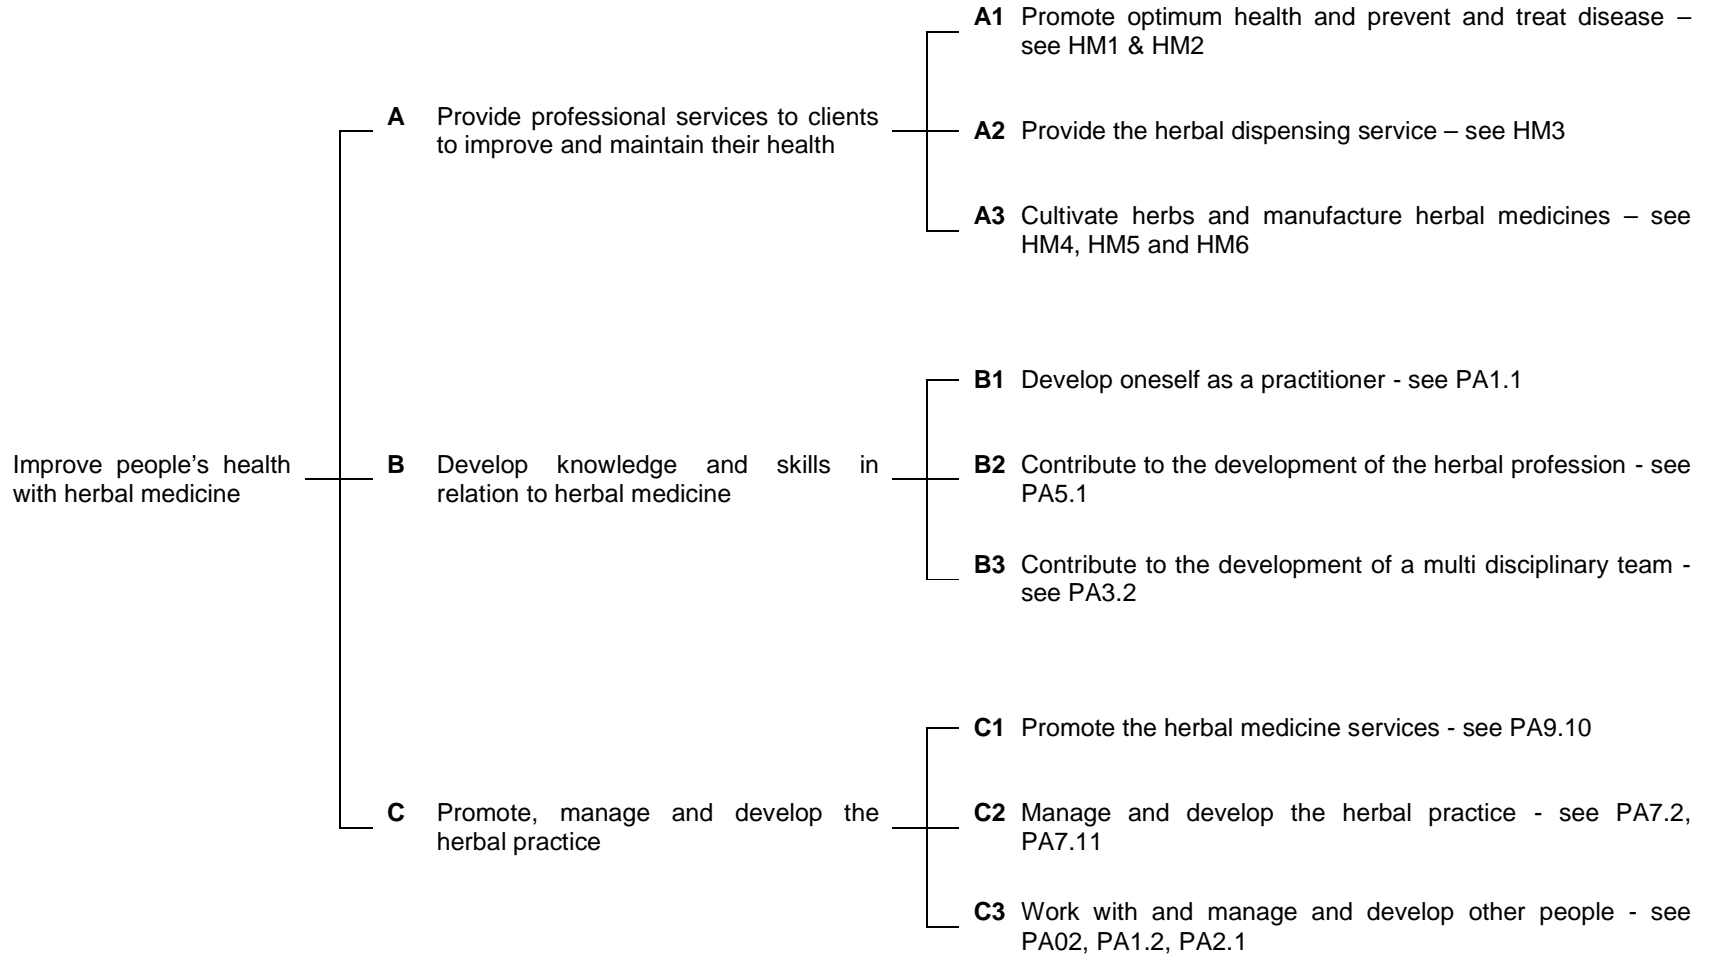 Improve people's health
with herbal medicine
A Provide professional services to clients
to improve and maintain their health
A1 Promote optimum health and prevent and treat disease –
see HM1 & HM2
A2 Provide the herbal dispensing service – see HM3
A3 Cultivate herbs and manufacture herbal medicines – see
HM4, HM5 and HM6
B Develop knowledge and skills in
relation to herbal medicine
B1 Develop oneself as a practitioner - see PA1.1
B2 Contribute to the development of the herbal profession - see
PA5.1
B3 Contribute to the development of a multi disciplinary team -
see PA3.2
C Promote, manage and develop the
herbal practice
C1 Promote the herbal medicine services - see PA9.10
C2 Manage and develop the herbal practice - see PA7.2,
PA7.11
C3 Work with and manage and develop other people - see
PA02, PA1.2, PA2.1